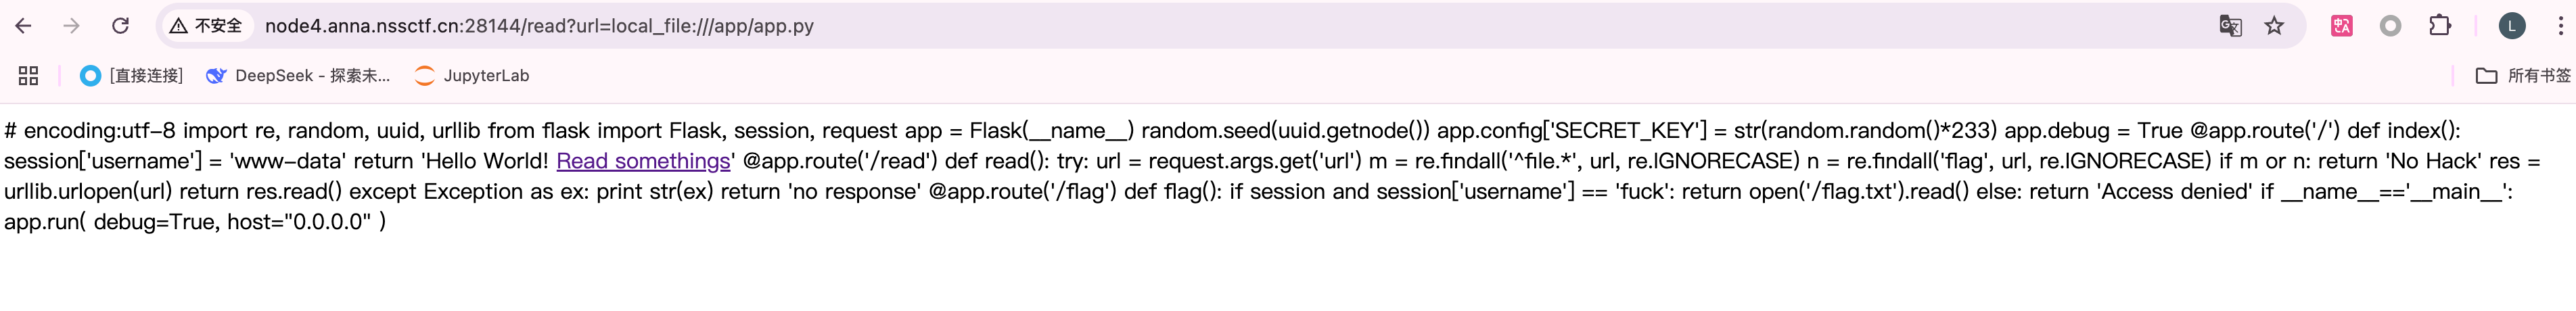 不安全 node4.anna.nssctf.cn:28144/read?url=local_file:///app/app.py L
[直接连接] DeepSeek - 探索未... JupyterLab 所有书签
# encoding:utf-8 import re, random, uuid, urllib from flask import Flask, session, request app = Flask(__name__) random.seed(uuid.getnode()) app.config['SECRET_KEY'] = str(random.random()*233) app.debug = True @app.route('/') def index():
session['username'] = 'www-data' return 'Hello World! Read somethings' @app.route('/read') def read(): try: url = request.args.get('url') m = re.findall('^file.*', url, re.IGNORECASE) n = re.findall('flag', url, re.IGNORECASE) if m or n: return 'No Hack' res =
urllib.urlopen(url) return res.read() except Exception as ex: print str(ex) return 'no response' @app.route('/flag') def flag(): if session and session['username'] == 'fuck': return open('/flag.txt').read() else: return 'Access denied' if __name__=='__main__':
app.run( debug=True, host="0.0.0.0" )